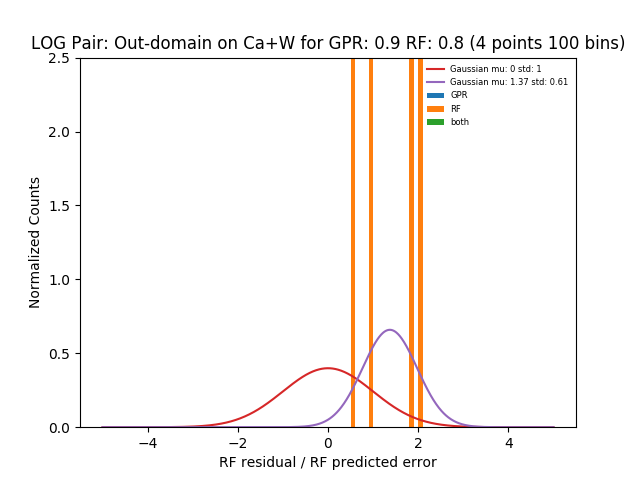 LOG Pair: Out-domain on Ca+W for GPR: 0.9 RF: 0.8 (4 points 100 bins)
2.5
2.0
1.5
1.0
0.5
0.0
Normalized Counts
Gaussian mu: 0 std: 1
Gaussian mu: 1.37 std: 0.61
GPR
RF
both
−4 −2 0 2 4
RF residual / RF predicted error